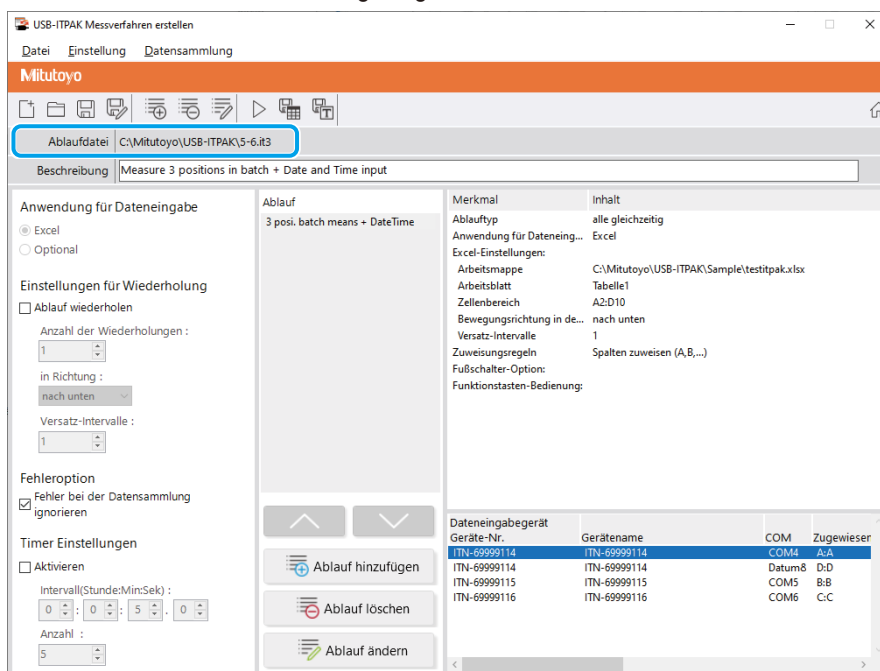 USB-ITPAK Messverfahren erstellen
Datei Einstellung Datensammlung
Mitutoyo
Ablaufdatei C:\Mitutoyo\USB-ITPAK\5-6.it3
Beschreibung Measure 3 positions in batch + Date and Time input
Anwendung für Dateneingabe
Excel
Optional
Einstellungen für Wiederholung
Ablauf wiederholen
Anzahl der Wiederholungen :
1
in Richtung :
nach unten
Versatz-Intervalle :
1
Fehleroption
Fehler bei der Datensammlung
ignorieren
Timer Einstellungen
Aktivieren
Intervall(Stunde:Min:Sek) :
0 : 0 : 5 . 0
Anzahl :
5
Ablauf
3 posi. batch means + DateTime
Ablauf hinzufügen
Ablauf löschen
Ablauf ändern
Merkmal Inhalt
Ablauftyp alle gleichzeitig
Anwendung für Dateneing... Excel
Excel-Einstellungen:
Arbeitsmappe C:\Mitutoyo\USB-ITPAK\Sample\testitpak.xlsx
Arbeitsblatt Tabelle1
Zellenbereich A2:D10
Bewegungsrichtung in de... nach unten
Versatz-Intervalle 1
Zuweisungsregeln Spalten zuweisen (A,B,...)
Fußschalter-Option:
Funktionstasten-Bedienung:
Dateneingabegerät
Geräte-Nr. Gerätename COM Zugewiesen
ITN-69999114 ITN-69999114 COM4 A:A
ITN-69999114 ITN-69999114 Datum8 D:D
ITN-69999115 ITN-69999115 COM5 B:B
ITN-69999116 ITN-69999116 COM6 C:C